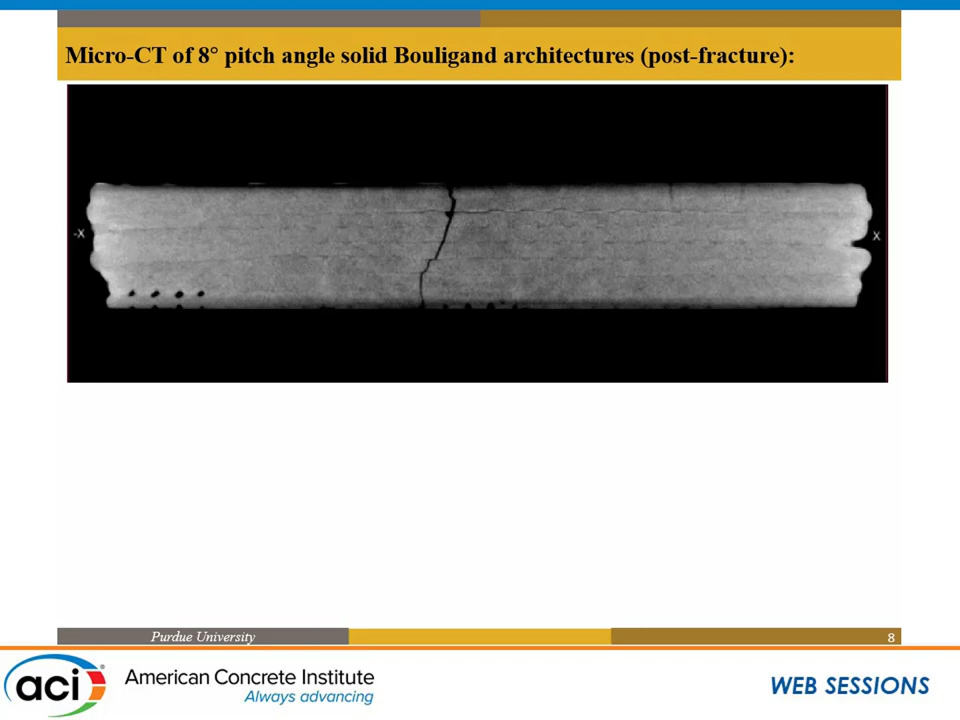 Micro-CT of 8° pitch angle solid Bouligand architectures (post-fracture):
-X
X
Purdue University
8
aci
®
American Concrete Institute
Always advancing
WEB SESSIONS